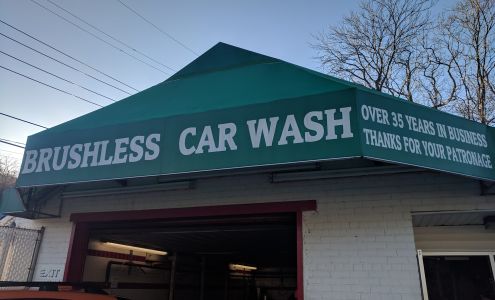 BRUSHLESS CAR WASH
OVER 35 YEARS IN BUSINESS
THANKS FOR YOUR PATRONAGE
EXIT